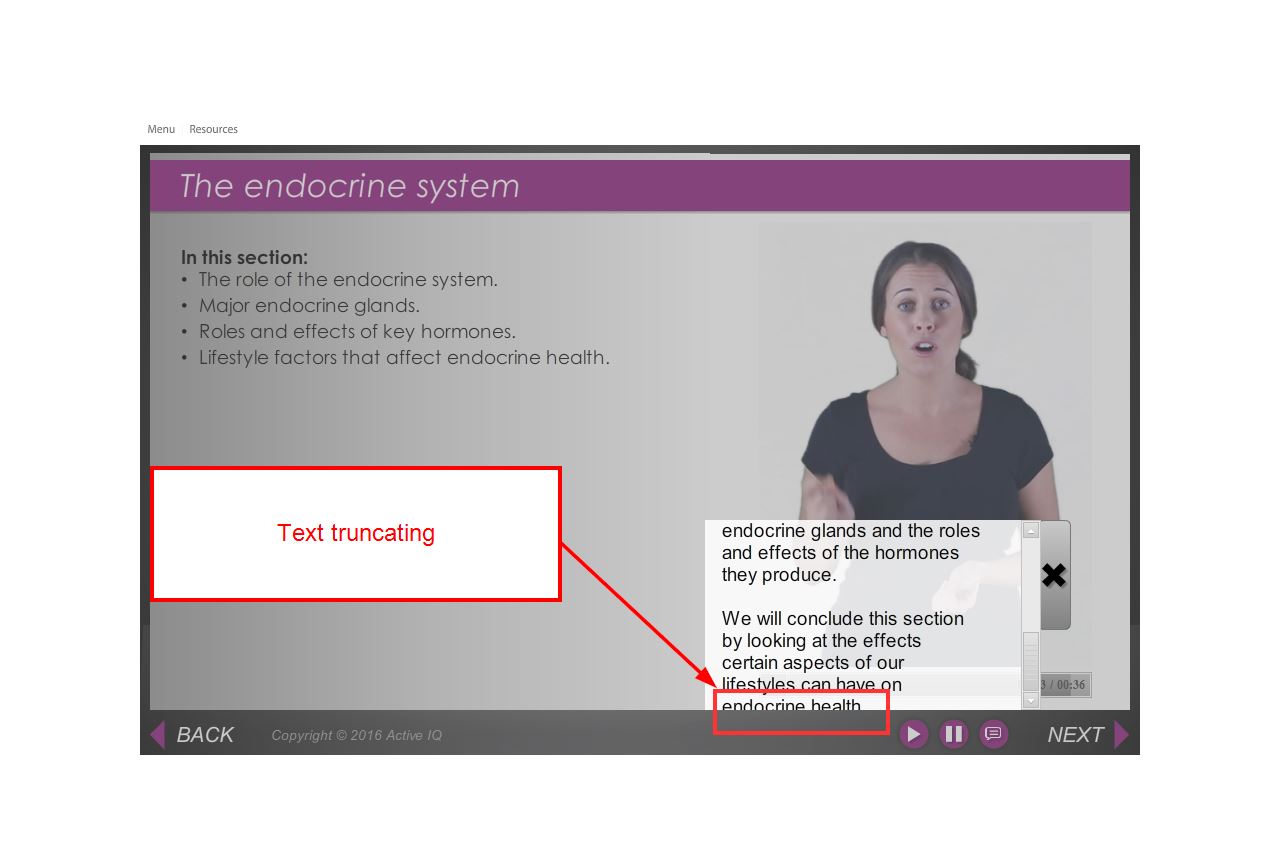 Menu Resources
The endocrine system
In this section:
• The role of the endocrine system.
• Major endocrine glands.
• Roles and effects of key hormones.
• Lifestyle factors that affect endocrine health.
Text truncating
endocrine glands and the roles
and effects of the hormones
they produce.
We will conclude this section
by looking at the effects
certain aspects of our
lifestyles can have on
endocrine health
3 / 00:36
BACK
Copyright © 2016 Active IQ
NEXT